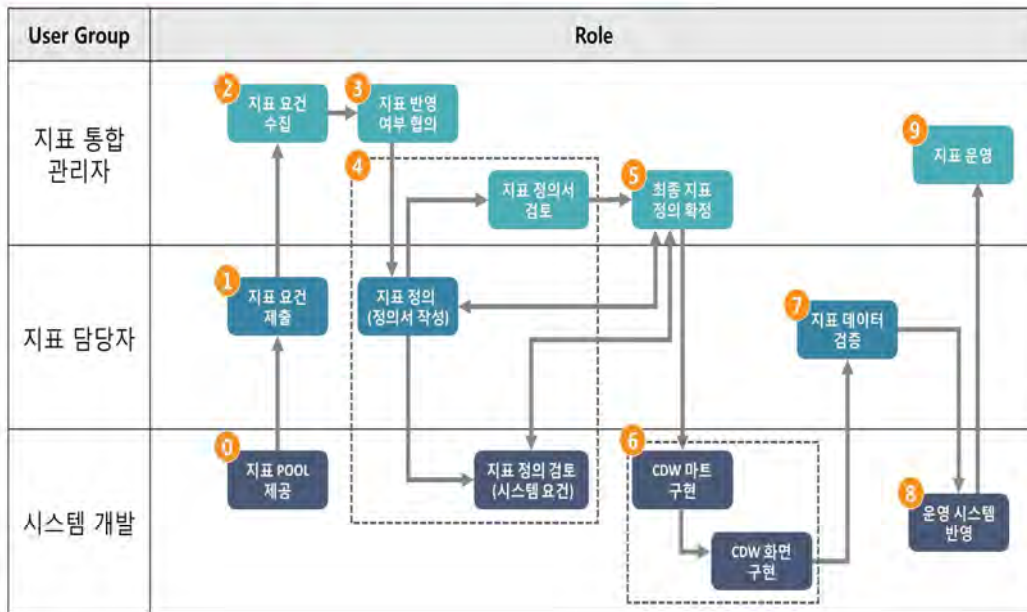 User Group
Role
지표 통합
관리자
2
지표 요건
수집
3
지표 반영
여부 협의
4
지표 정의서
검토
5
최종 지표
정의 확정
9
지표 운영
지표 담당자
1
지표 요건
제출
지표 정의
(정의서 작성)
7
지표 데이터
검증
시스템 개발
0
지표 POOL
제공
지표 정의 검토
(시스템 요건)
6
CDW 마트
구현
CDW 화면
구현
8
운영 시스템
반영